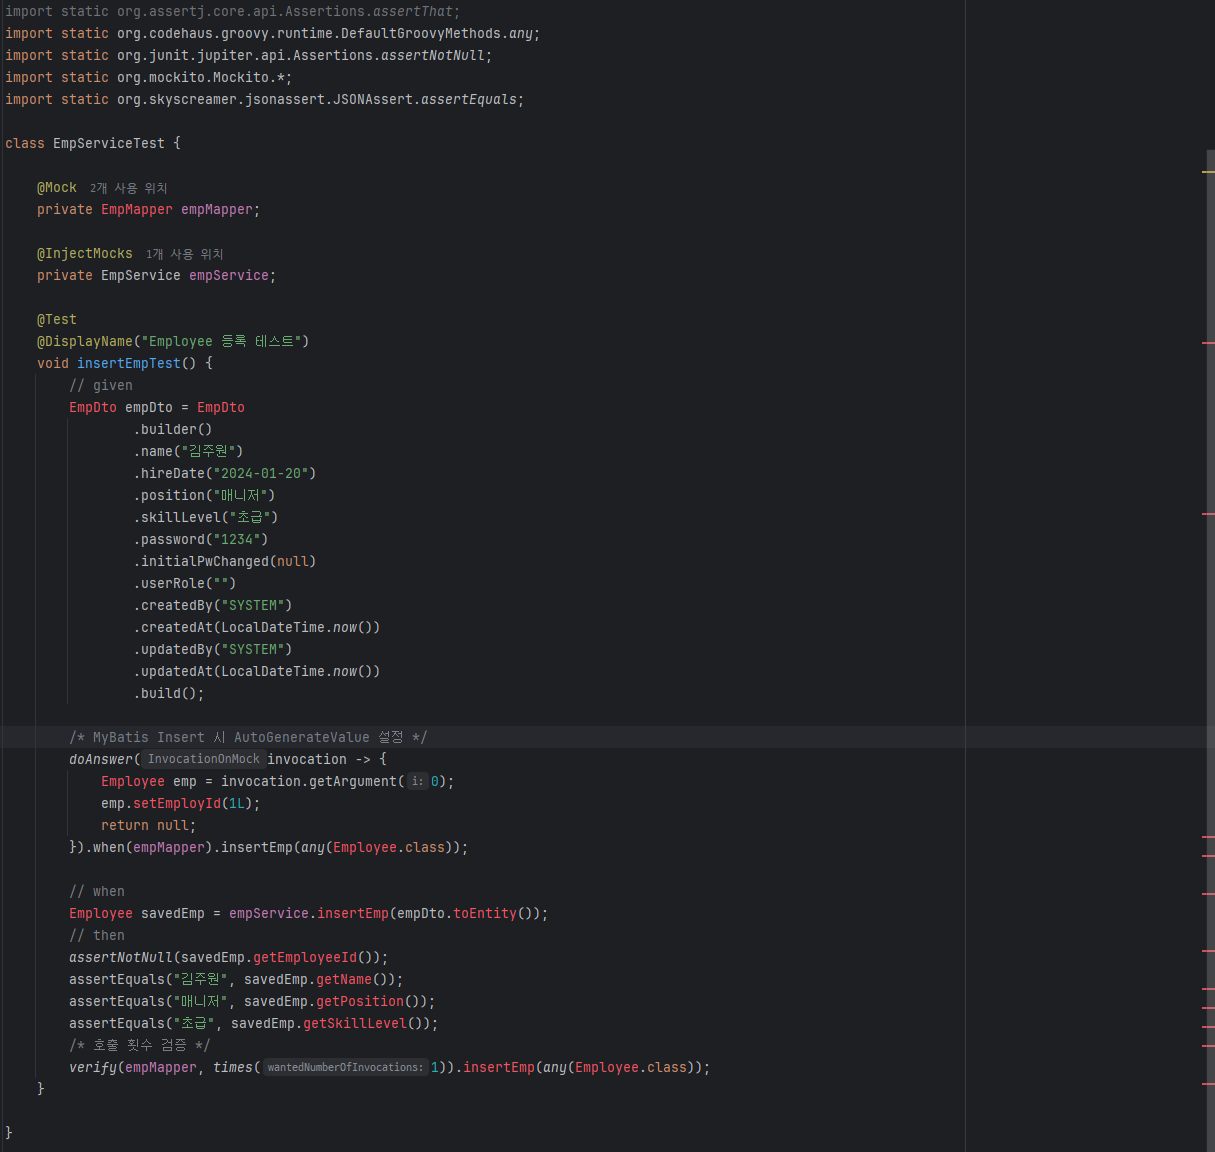 import static org.assertj.core.api.Assertions.assertThat;
import static org.codehaus.groovy.runtime.DefaultGroovyMethods.any;
import static org.junit.jupiter.api.Assertions.assertNotNull;
import static org.mockito.Mockito.*;
import static org.skyscreamer.jsonassert.JSONAssert.assertEquals;
class EmpServiceTest {
@Mock 2개 사용 위치
private EmpMapper empMapper;
@InjectMocks 1개 사용 위치
private EmpService empService;
@Test
@DisplayName("Employee 등록 테스트")
void insertEmpTest() {
// given
EmpDto empDto = EmpDto
.builder()
.name("김주원")
.hireDate("2024-01-20")
.position("매니저")
.skillLevel("초급")
.password("1234")
.initialPwChanged(null)
.userRole("")
.createdBy("SYSTEM")
.createdAt(LocalDateTime.now())
.updatedBy("SYSTEM")
.updatedAt(LocalDateTime.now())
.build();
/* MyBatis Insert 시 AutoGenerateValue 설정 */
doAnswer( InvocationOnMock invocation -> {
Employee emp = invocation.getArgument( i: 0);
emp.setEmployId(1L);
return null;
}).when(empMapper).insertEmp(any(Employee.class));
// when
Employee savedEmp = empService.insertEmp(empDto.toEntity());
// then
assertNotNull(savedEmp.getEmployeeId());
assertEquals("김주원", savedEmp.getName());
assertEquals("매니저", savedEmp.getPosition());
assertEquals("초급", savedEmp.getSkillLevel());
/* 호출 횟수 검증 */
verify(empMapper, times( wantedNumberOfInvocations: 1)).insertEmp(any(Employee.class));
}
}